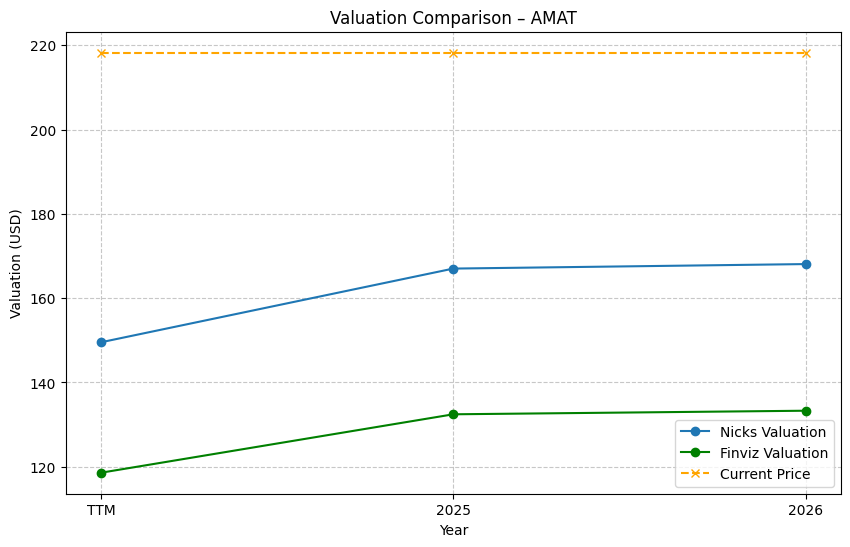 Valuation Comparison – AMAT
Valuation (USD)
220
200
180
160
140
120
TTM
2025
2026
Year
Nicks Valuation
Finviz Valuation
Current Price